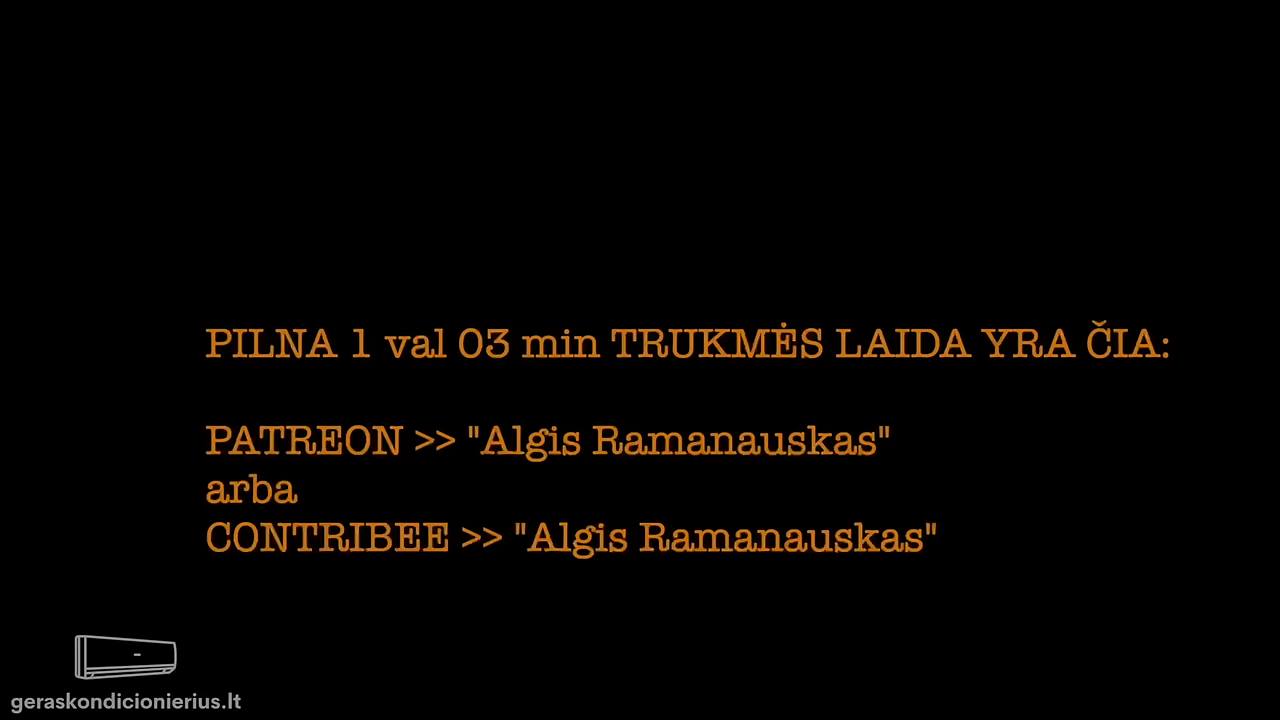 PILNA 1 val 03 min TRUKMĖS LAIDA YRA ČIA:
PATREON >> "Algis Ramanauskas"
arba
CONTRIBEE >> "Algis Ramanauskas"
geraskondicionierius.lt